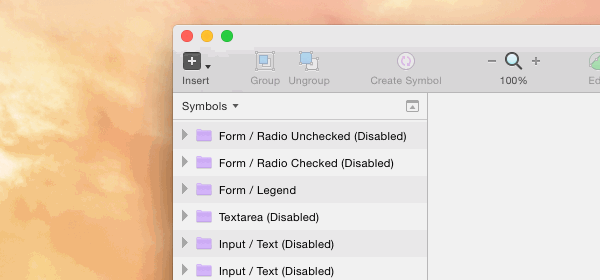 Insert Group Ungroup Create Symbol − 100% + Ed
Symbols
Form / Radio Unchecked (Disabled)
Form / Radio Checked (Disabled)
Form / Legend
Textarea (Disabled)
Input / Text (Disabled)
Input / Text (Disabled)